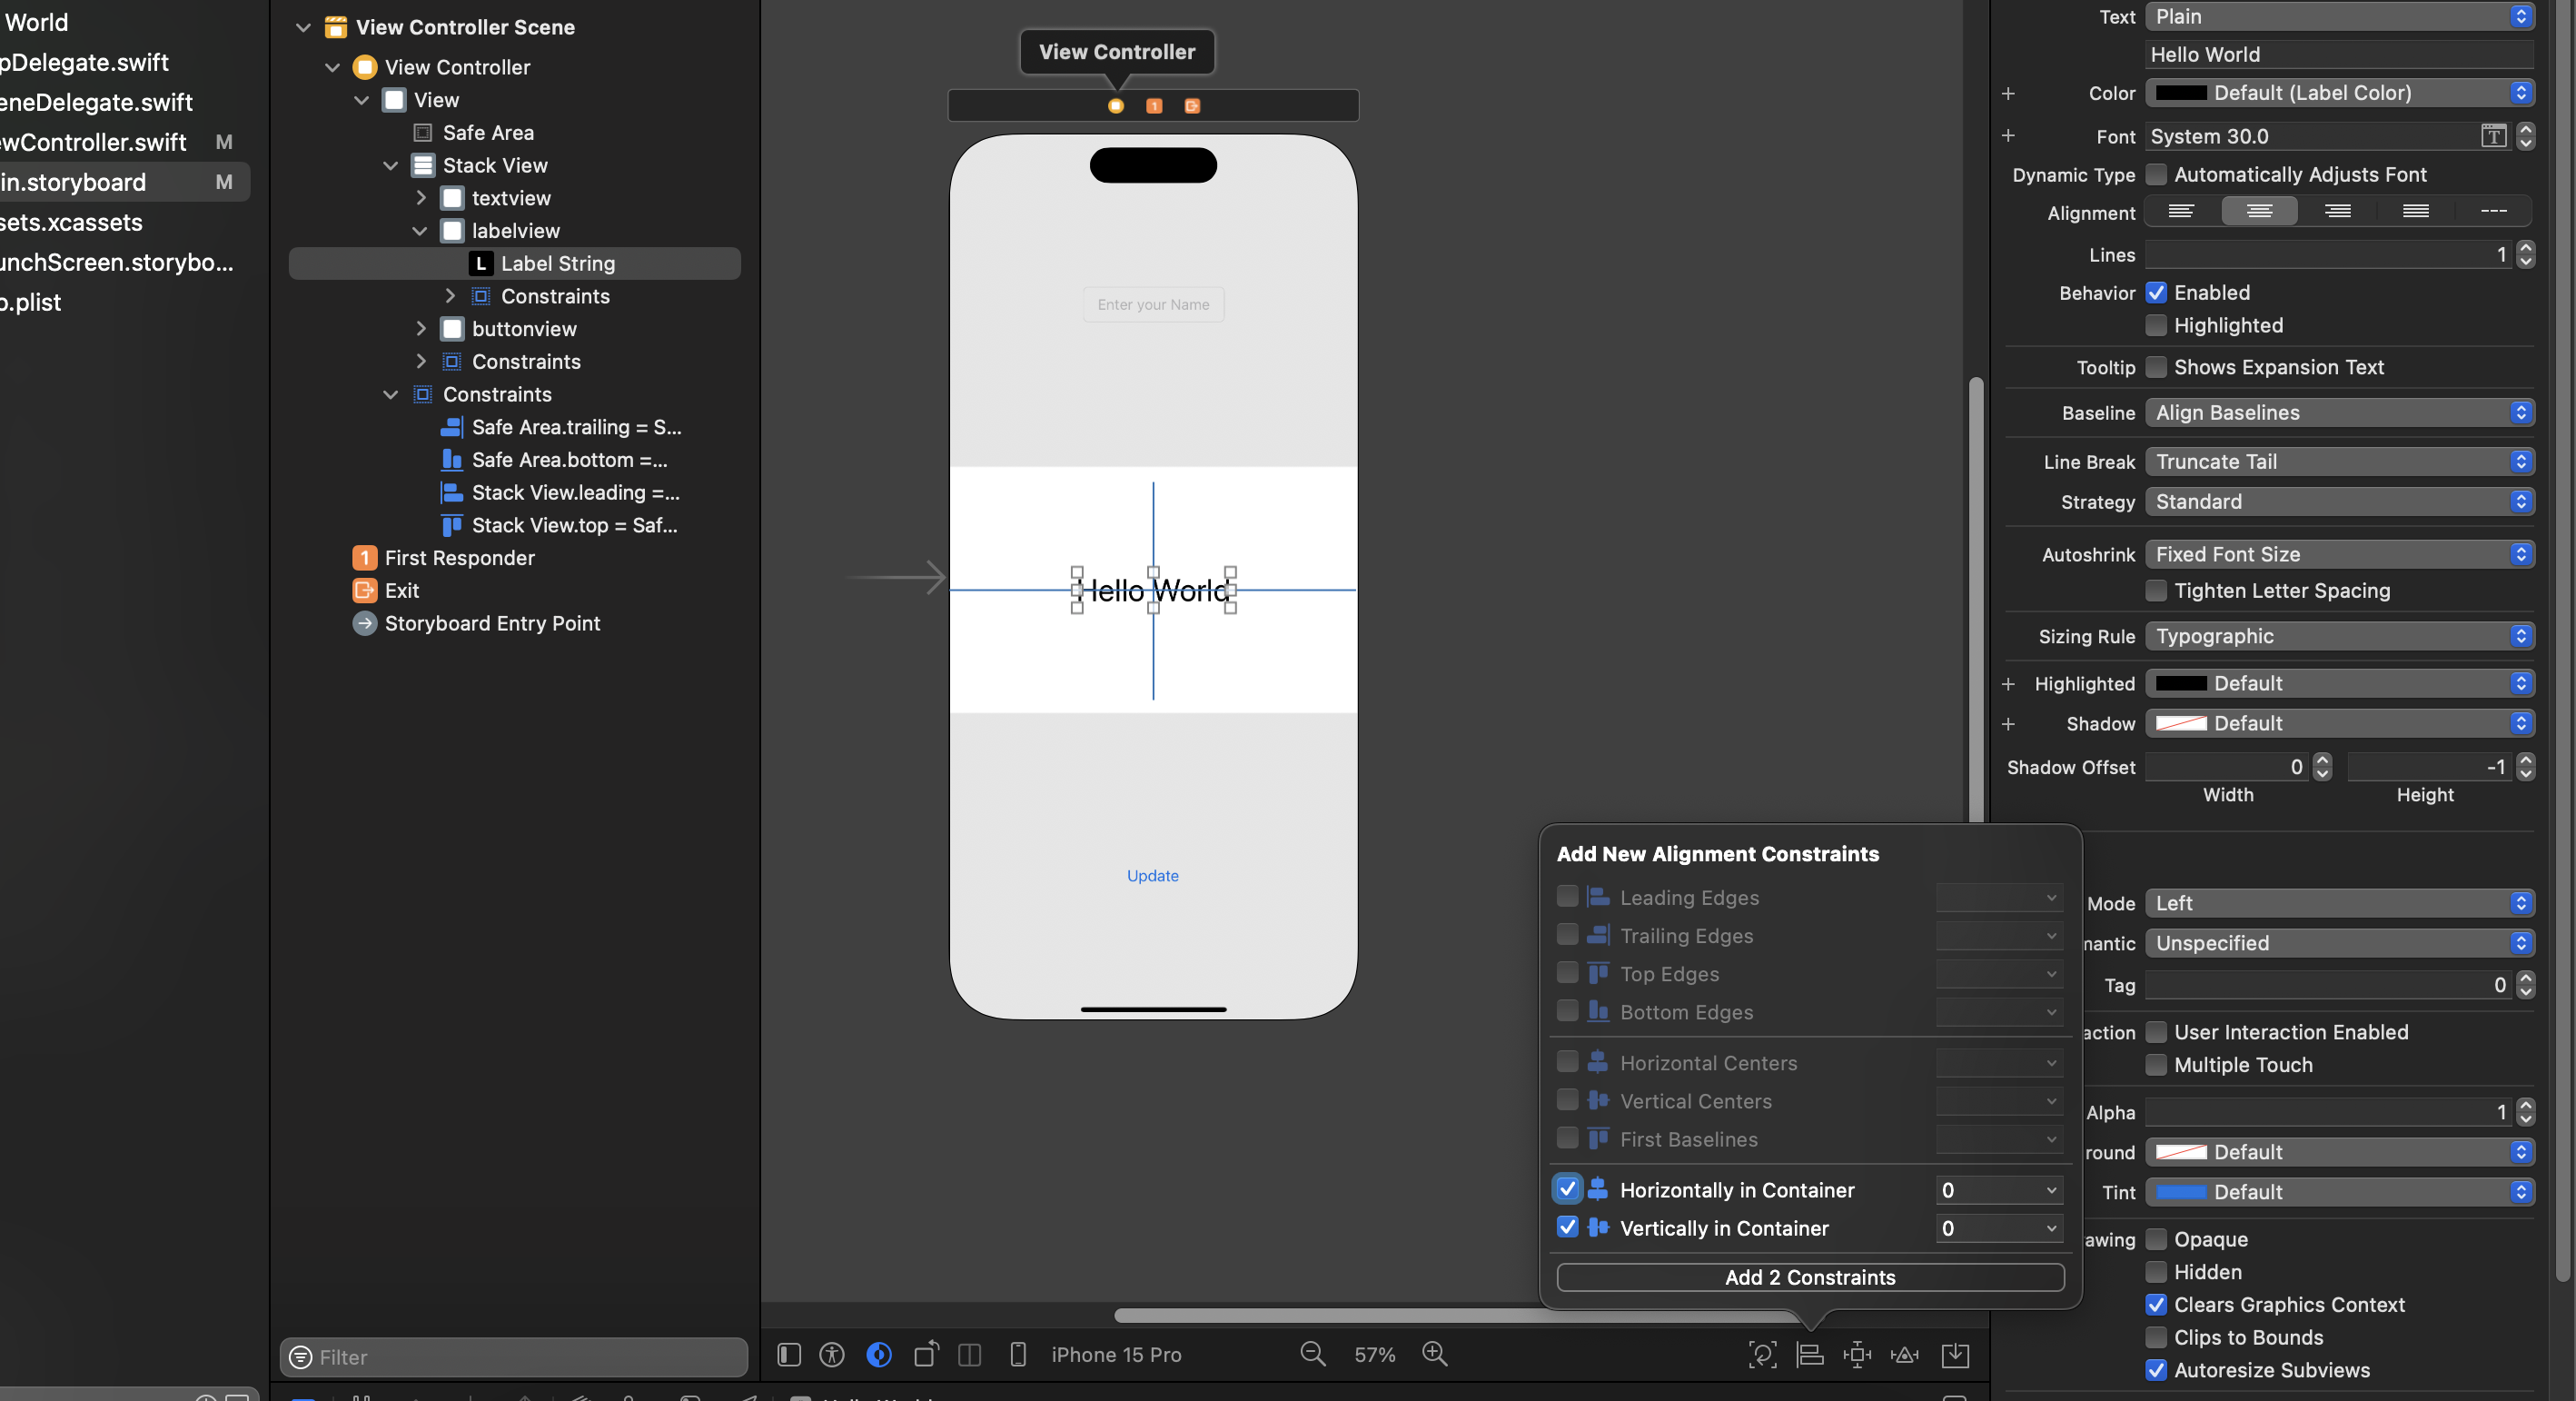 World
pDelegate.swift
eneDelegate.swift
ewController.swift M
in.storyboard M
sets.xcassets
unchScreen.storybo...
o.plist
View Controller Scene
View Controller
View
Safe Area
Stack View
textview
labelview
L Label String
Constraints
buttonview
Constraints
Constraints
Safe Area.trailing = S...
Safe Area.bottom =...
Stack View.leading =...
Stack View.top = Saf...
1 First Responder
Exit
Storyboard Entry Point
Filter
View Controller
1
Enter your Name
Hello World
Update
iPhone 15 Pro
57%
Add New Alignment Constraints
Leading Edges
Trailing Edges
Top Edges
Bottom Edges
Horizontal Centers
Vertical Centers
First Baselines
Horizontally in Container 0
Vertically in Container 0
Add 2 Constraints
Text Plain
Hello World
Color Default (Label Color)
Font System 30.0 T
Dynamic Type Automatically Adjusts Font
Alignment
Lines 1
Behavior Enabled
Highlighted
Tooltip Shows Expansion Text
Baseline Align Baselines
Line Break Truncate Tail
Strategy Standard
Autoshrink Fixed Font Size
Tighten Letter Spacing
Sizing Rule Typographic
Highlighted Default
Shadow Default
Shadow Offset 0 -1
Width Height
Mode Left
mantic Unspecified
Tag 0
action User Interaction Enabled
Multiple Touch
Alpha 1
round Default
Tint Default
awing Opaque
Hidden
Clears Graphics Context
Clips to Bounds
Autoresize Subviews